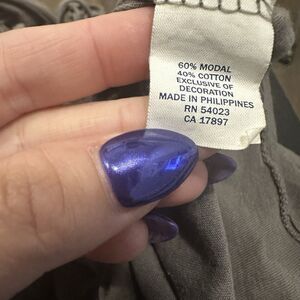 60% MODAL
40% COTTON
EXCLUSIVE OF
DECORATION
MADE IN PHILIPPINES
RN 54023
CA 17897